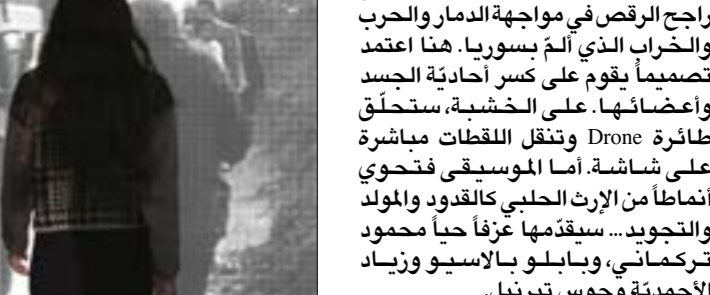 راجح الرقص في مواجهة الدمار والحرب
والخراب الذي ألمّ بسوريا. هنا اعتمد
تصميماً يقوم على كسر أحاديّة الجسد
وأعضائها. على الخشبة، ستحلّق
طائرة Drone وتنقل اللقطات مباشرة
على شاشة. أما الموسيقى فتحوي
أنماطاً من الإرث الحلبي كالقدود والمولد
والتجويد... سيقدّمها عزفاً حياً محمود
تركماني، وبابلو بالاسيو وزياد
الأحمديّة وجوس تيرنيل.